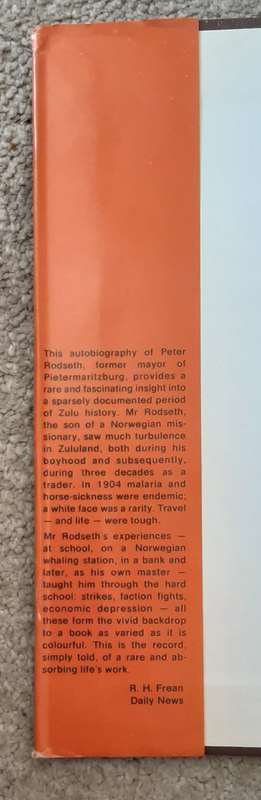 This autobiography of Peter
Rodseth, former mayor of
Pietermaritzburg, provides a
rare and fascinating insight into
a sparsely documented period
of Zulu history. Mr Rodseth,
the son of a Norwegian mis-
sionary, saw much turbulence
in Zululand, both during his
boyhood and subsequently,
during three decades as a
trader. In 1904 malaria and
horse-sickness were endemic;
a white face was a rarity. Travel
— and life — were tough.
Mr Rodseth's experiences —
at school, on a Norwegian
whaling station, in a bank and
later, as his own master —
taught him through the hard
school: strikes, faction fights,
economic depression — all
these form the vivid backdrop
to a book as varied as it is
colourful. This is the record,
simply told, of a rare and ab-
sorbing life's work.
R. H. Frean
Daily News